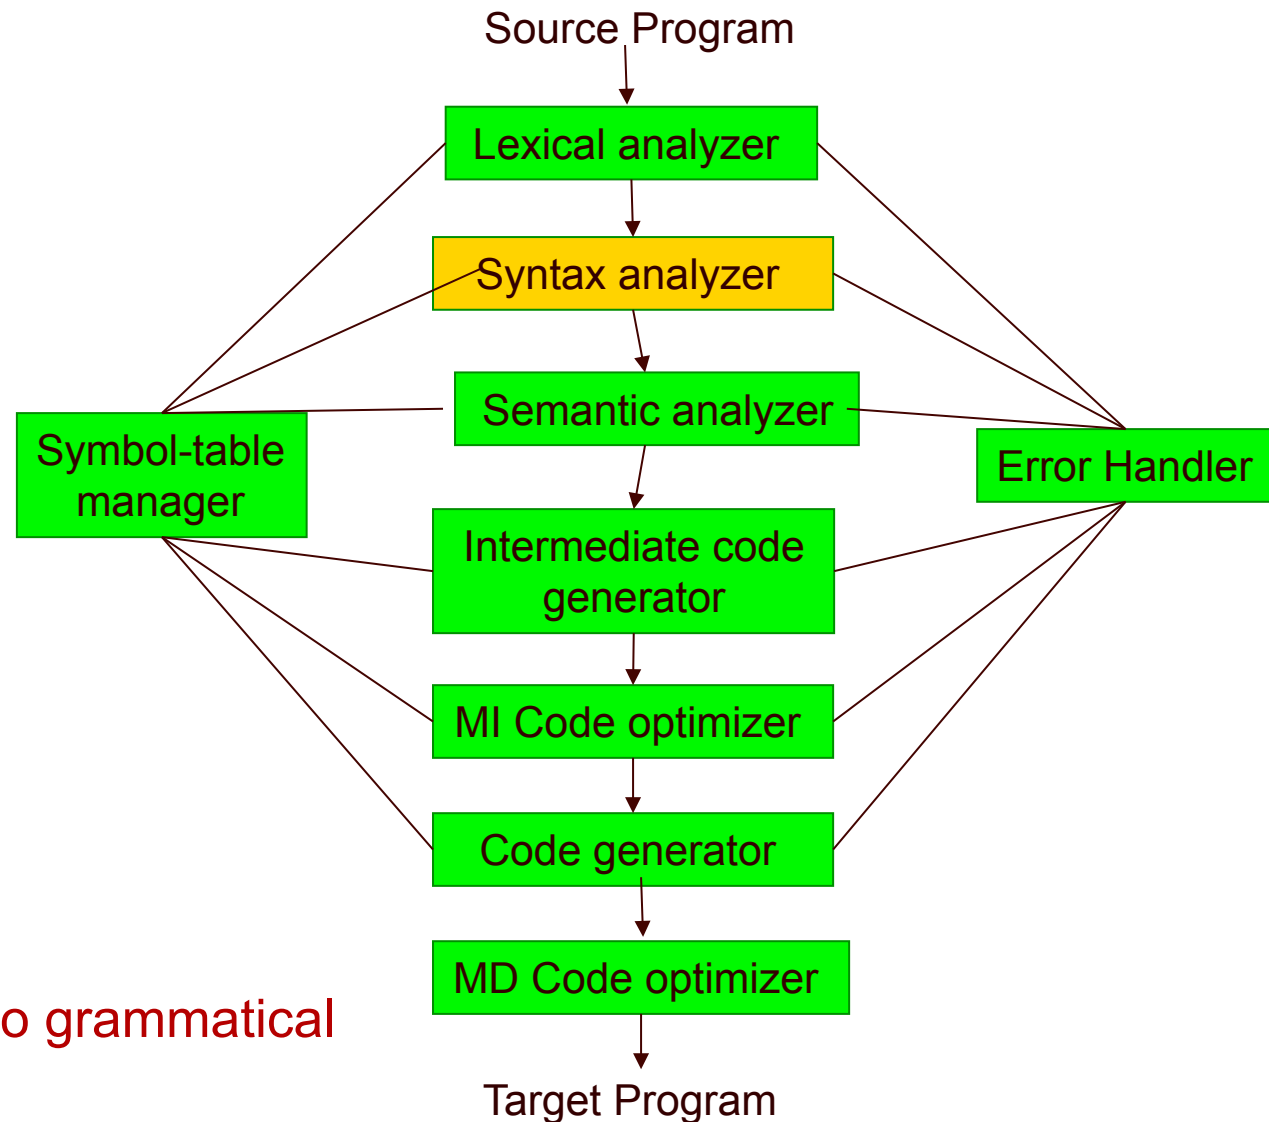 Source Program
Lexical analyzer
Syntax analyzer
Semantic analyzer
Symbol-table
manager
Error Handler
Intermediate code
generator
MI Code optimizer
Code generator
MD Code optimizer
o grammatical
Target Program